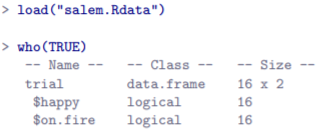 > load("salem.Rdata")
> who(TRUE)
-- Name -- -- Class -- -- Size --
trial data.frame 16 x 2
$happy logical 16
$on.fire logical 16